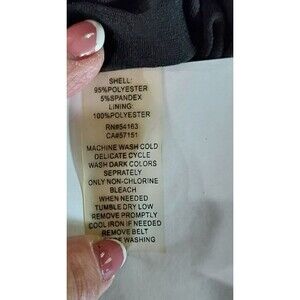 SHELL:
95%POLYESTER
5%SPANDEX
LINING:
100%POLYESTER
RN#54163
CA#57151
MACHINE WASH COLD
DELICATE CYCLE
WASH DARK COLORS
SEPRATELY
ONLY NON-CHLORINE
BLEACH
WHEN NEEDED
TUMBLE DRY LOW
REMOVE PROMPTLY
COOL IRON IF NEEDED
REMOVE BELT
WASHING